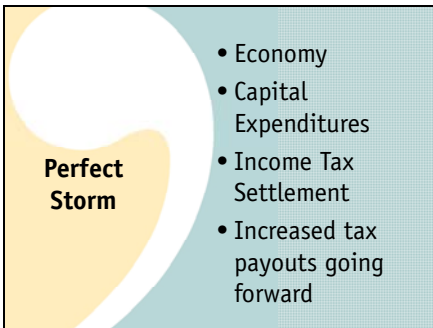 Perfect
Storm
• Economy
• Capital
Expenditures
• Income Tax
Settlement
• Increased tax
payouts going
forward